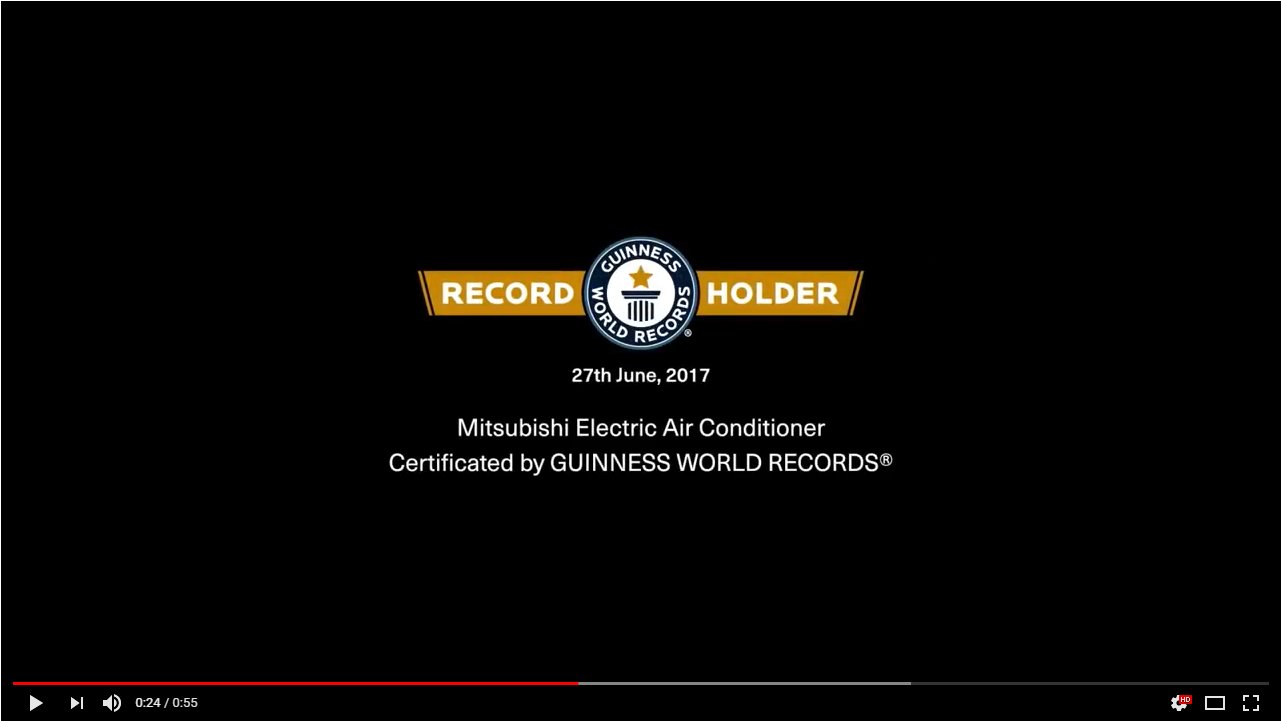 RECORD GUINNESS WORLD RECORDS® HOLDER
27th June, 2017
Mitsubishi Electric Air Conditioner
Certificated by GUINNESS WORLD RECORDS®
0:24 / 0:55 HD